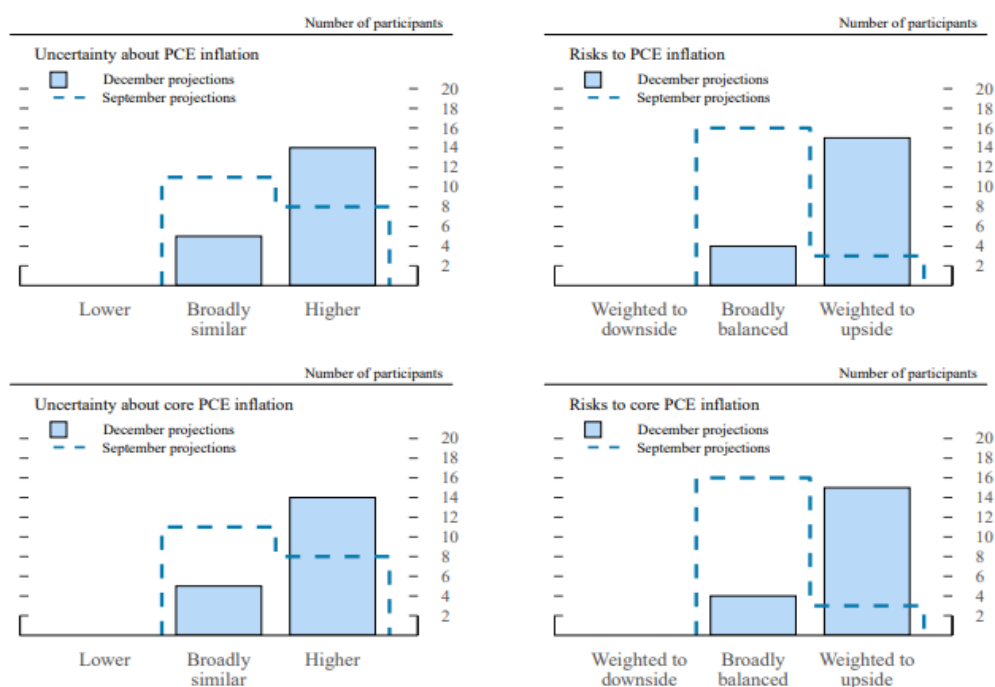 Number of participants
Uncertainty about PCE inflation
December projections
September projections
20
18
16
14
12
10
8
6
4
2
Lower
Broadly
similar
Higher
Number of participants
Risks to PCE inflation
December projections
September projections
20
18
16
14
12
10
8
6
4
2
Weighted to
downside
Broadly
balanced
Weighted to
upside
Number of participants
Uncertainty about core PCE inflation
December projections
September projections
20
18
16
14
12
10
8
6
4
2
Lower
Broadly
similar
Higher
Number of participants
Risks to core PCE inflation
December projections
September projections
20
18
16
14
12
10
8
6
4
2
Weighted to
downside
Broadly
balanced
Weighted to
upside